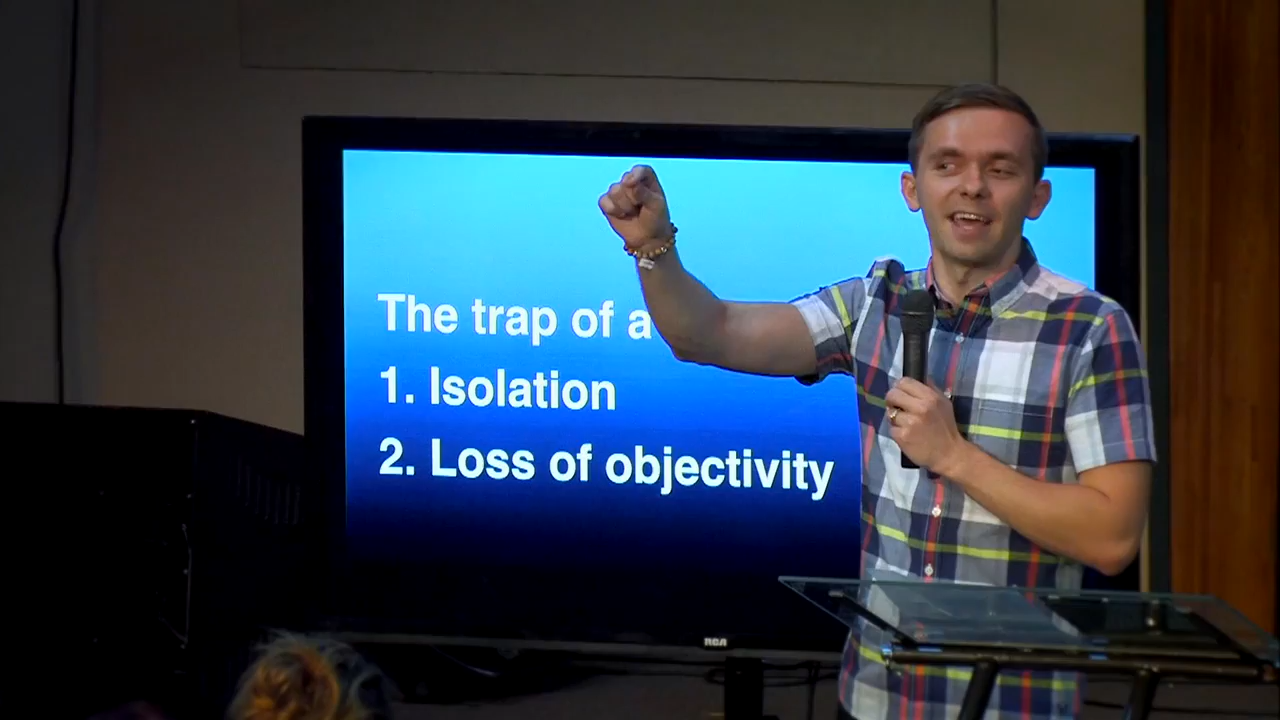 The trap of a
1. Isolation
2. Loss of objectivity
RCA